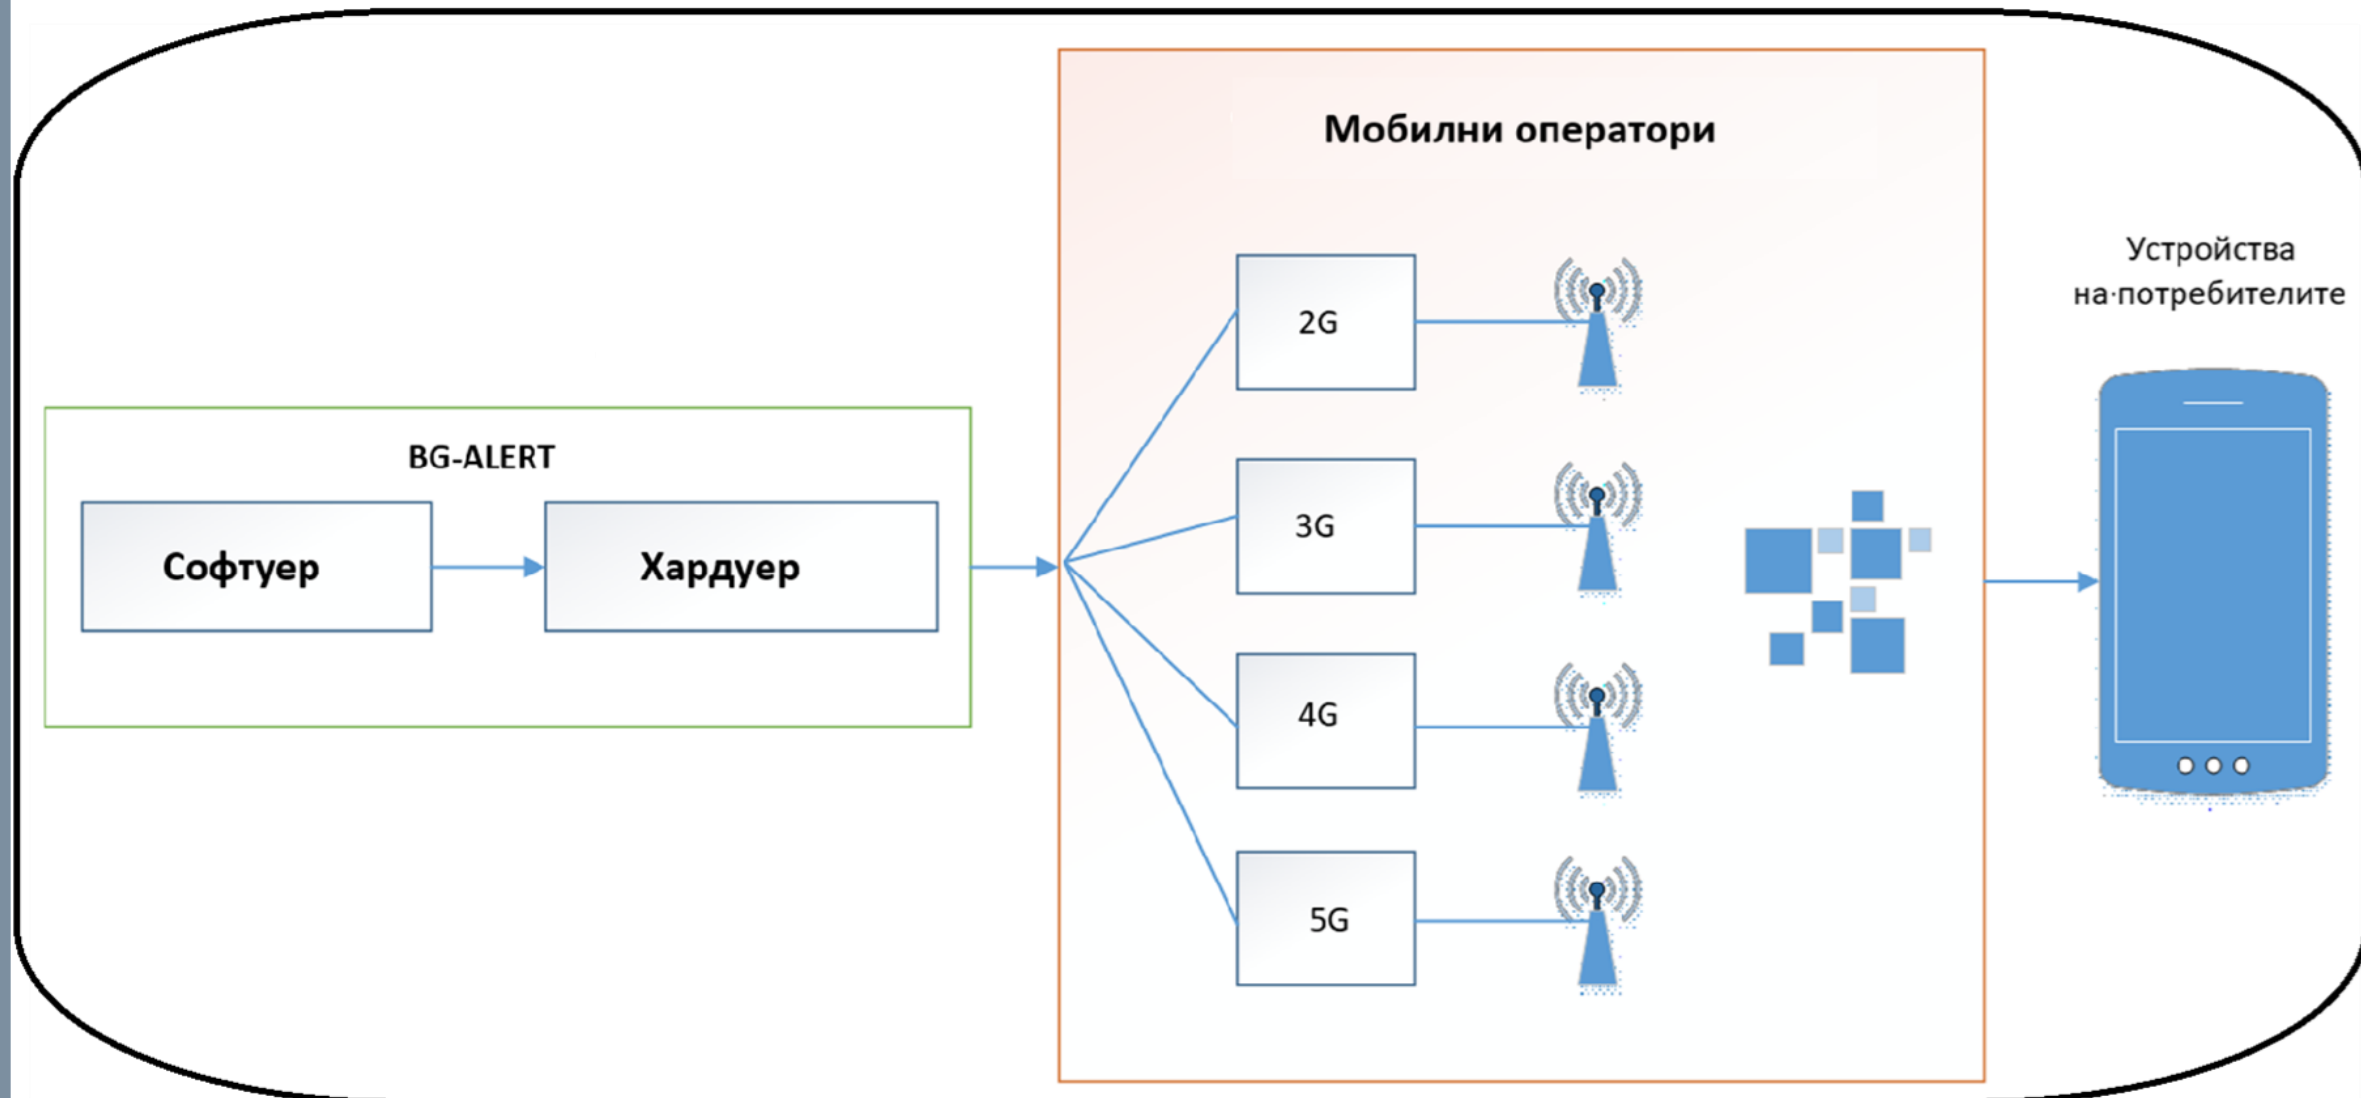 Мобилни оператори
Устройства
на·потребителите
BG-ALERT
Софтуер
Хардуер
2G
3G
4G
5G